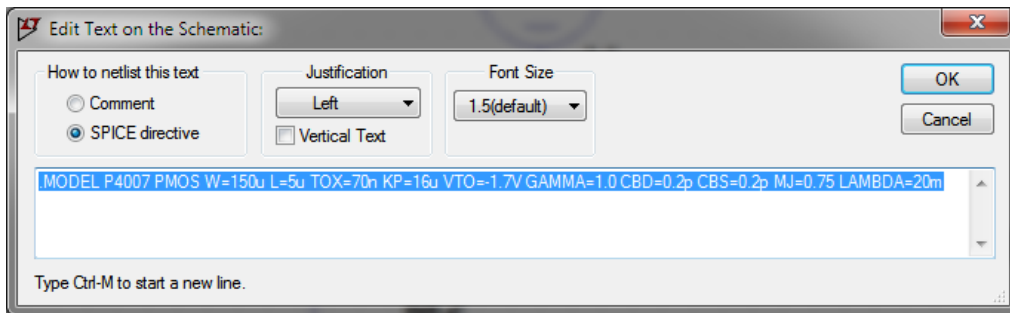 Edit Text on the Schematic:
How to netlist this text
Comment
SPICE directive
Justification
Left
Vertical Text
Font Size
1.5(default)
OK
Cancel
.MODEL P4007 PMOS W=150u L=5u TOX=70n KP=16u VTO=-1.7V GAMMA=1.0 CBD=0.2p CBS=0.2p MJ=0.75 LAMBDA=20m
Type Ctrl-M to start a new line.